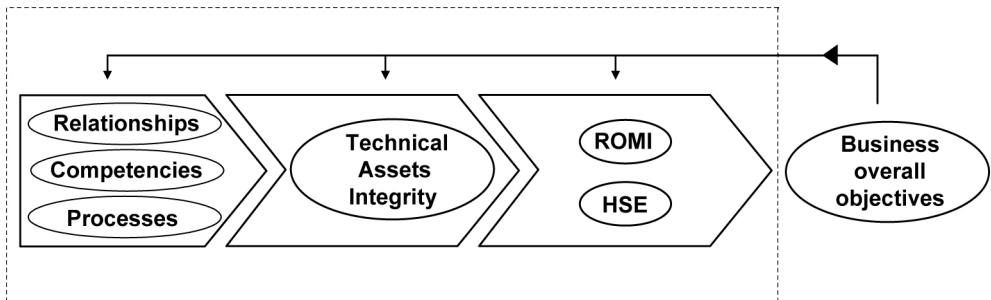 Relationships
Competencies
Processes
Technical
Assets
Integrity
ROMI
HSE
Business
overall
objectives